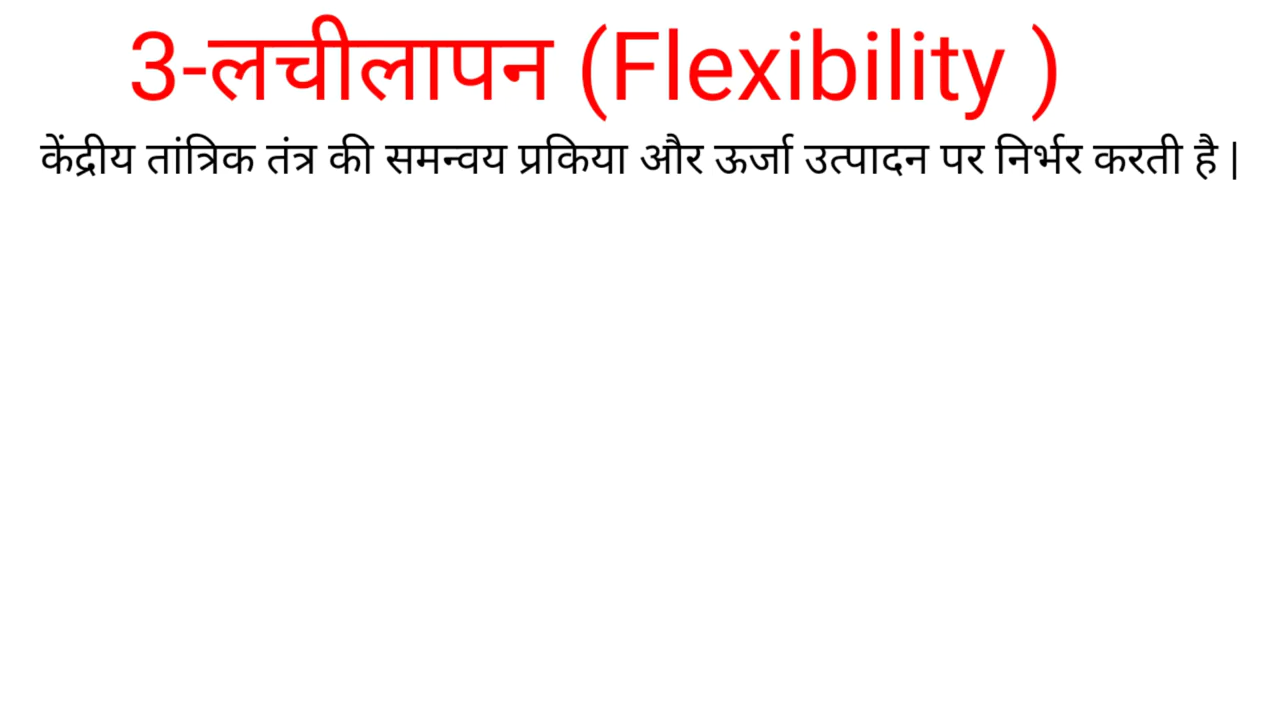 3-लचीलापन (Flexibility )
केंद्रीय तांत्रिक तंत्र की समन्वय प्रकिया और ऊर्जा उत्पादन पर निर्भर करती है |